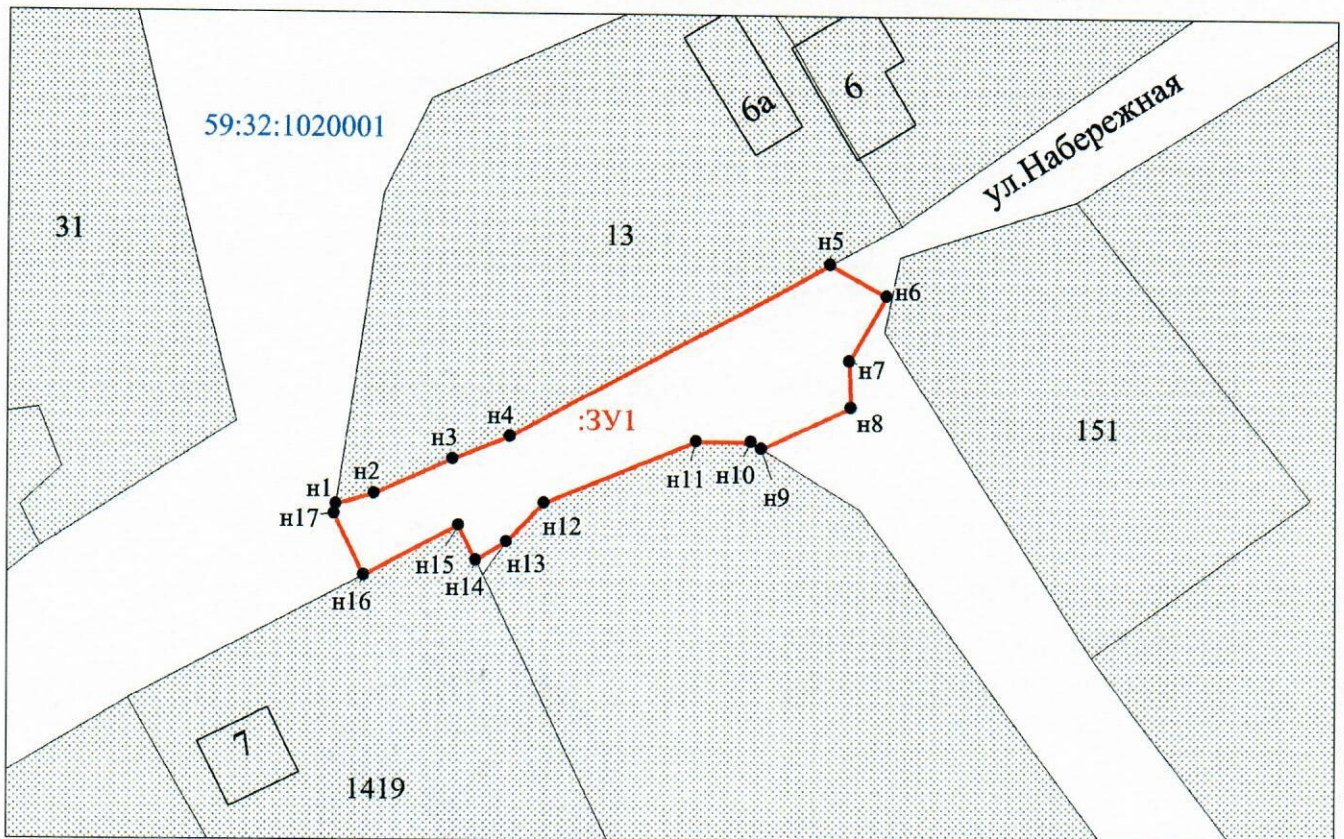 59:32:1020001
6а
6
ул.Набережная
31
13
н5
н6
н7
н4
:ЗУ1
н8
151
н3
н11
н10
н9
н2
н1
н17
н12
н15
н13
н14
н16
7
1419